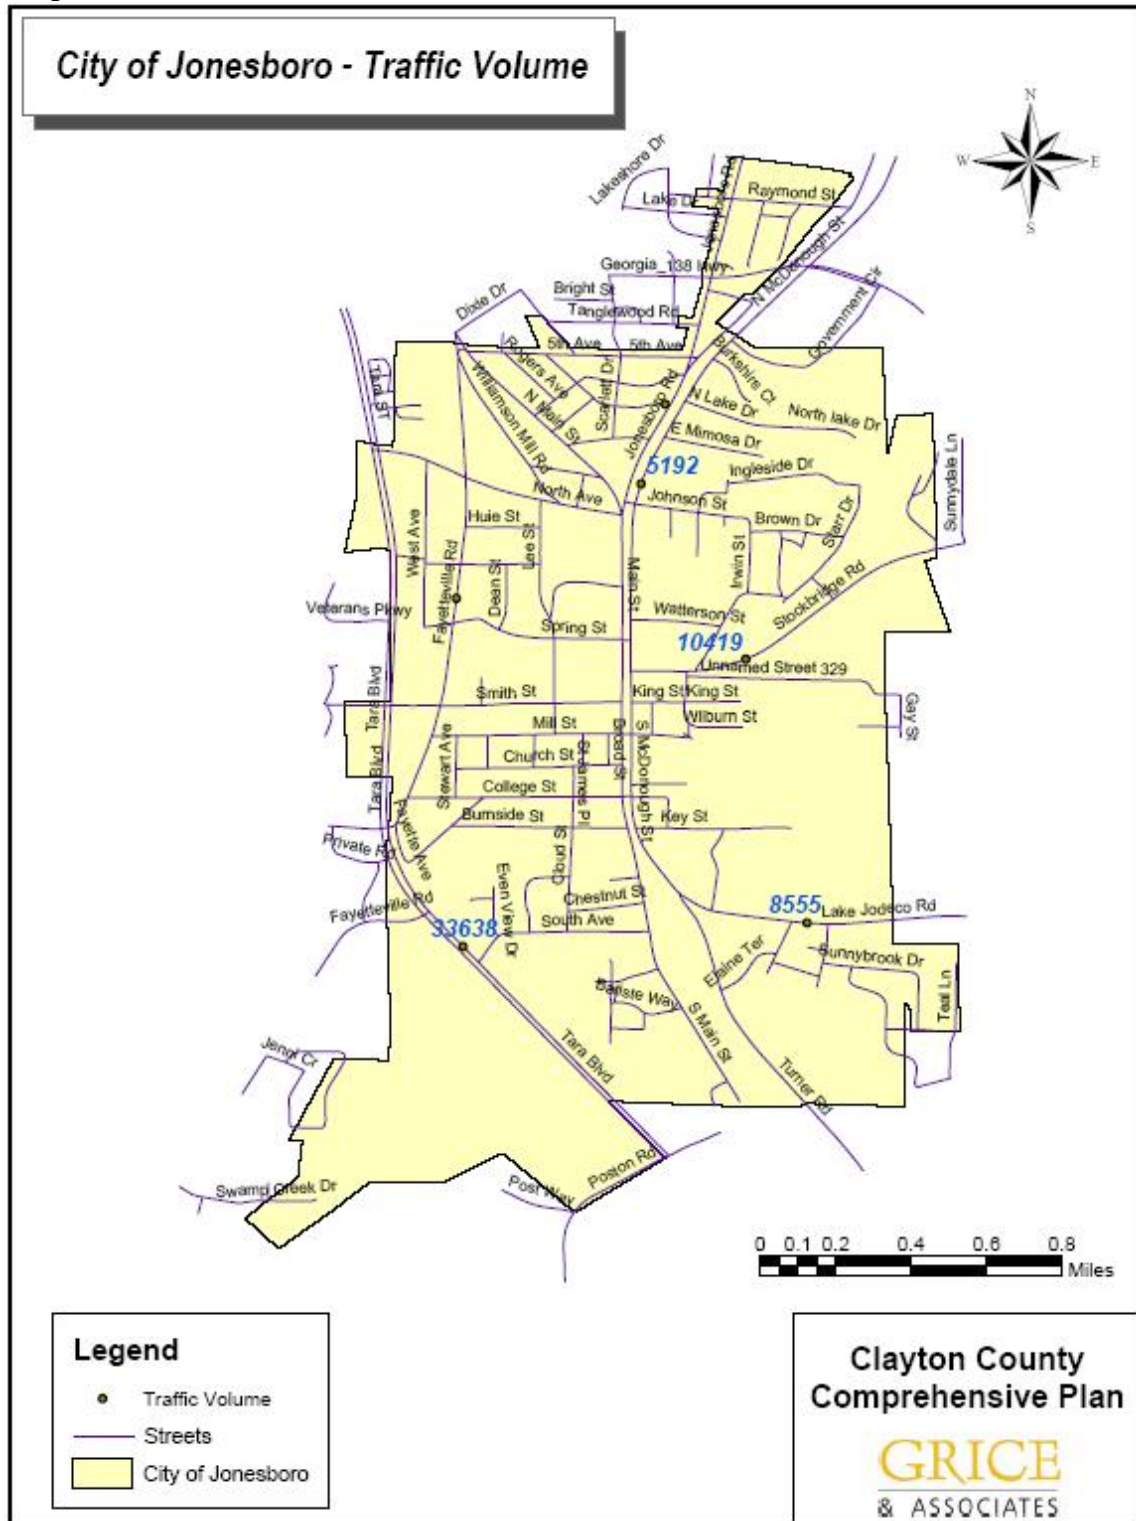 City of Jonesboro - Traffic Volume
N
W
E
S
Lakeshore Dr
Lake Dr
Raymond St
N McDonough St
Georgia_138 Hwy
Bright St
Tanglewood Rd
Dixie Dr
Government Cir
5th Ave
5th Ave
Rogers Ave
Burkshire Ct
Scarlett Dr
Tara ST
Williamson Mill Rd
N Main St
Jonesboro Rd
N Lake Dr
North lake Dr
E Mimosa Dr
5192
Ingleside Dr
Sunnydale Ln
North Ave
Johnson St
Huie St
Brown Dr
Starr Dr
West Ave
Lee St
Fayetteville Rd
Dean St
Main St
Irwin St
Stockbridge Rd
Veterans Pkwy
Watterson St
Spring St
10419
Unnamed Street 329
Tara Blvd
Smith St
King St
King St
Gay St
Wilburn St
Mill St
Broad St
S McDonough St
Stewart Ave
Church St
St James Pl
Tara Blvd
College St
Burnside St
Key St
Fayette Ave
Private Rd
Cloud St
Even View Dr
Chestnut St
Fayetteville Rd
South Ave
8555
Lake Jodeco Rd
33638
Elaine Ter
Sunnybrook Dr
Teal Ln
Batiste Way
S Main St
Tara Blvd
Turner Rd
Jenni Cr
Poston Rd
Post Way
Swamp Creek Dr
0 0.1 0.2 0.4 0.6 0.8
Miles
Legend
Traffic Volume
Streets
City of Jonesboro
Clayton County
Comprehensive Plan
GRICE
& ASSOCIATES